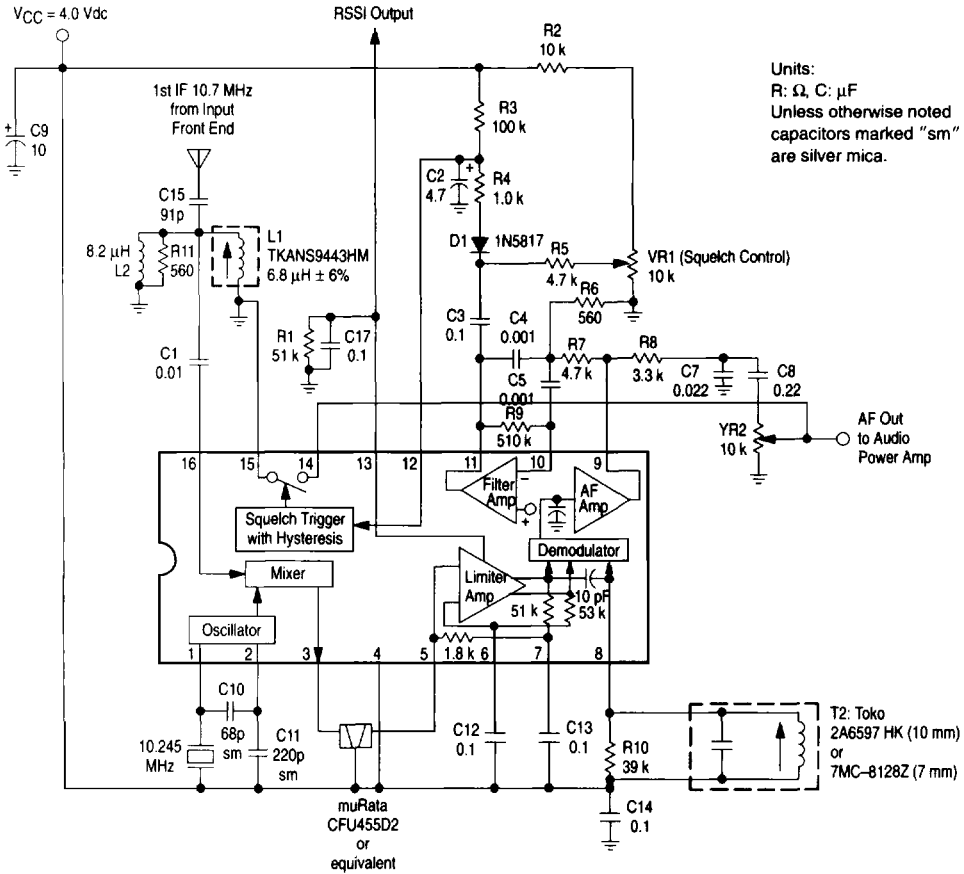 VCC = 4.0 Vdc
RSSI Output
R2
10 k
Units:
R: Ω, C: µF
Unless otherwise noted
capacitors marked "sm"
are silver mica.
1st IF 10.7 MHz
from Input
Front End
+
C9
10
R3
100 k
C2
4.7
+
R4
1.0 k
C15
91p
D1
1N5817
L1
TKANS9443HM
6.8 µH ± 6%
8.2 µH
L2
R11
560
R5
4.7 k
VR1 (Squelch Control)
10 k
R6
560
C3
0.1
C4
0.001
R1
51 k
C17
0.1
R7
4.7 k
R8
3.3 k
C1
0.01
C5
0.001
C7
0.022
C8
0.22
R9
510 k
YR2
10 k
AF Out
to Audio
Power Amp
16
15
14
13
12
11
10
9
Filter
Amp
−
+
AF
Amp
Squelch Trigger
with Hysteresis
Demodulator
Mixer
Limiter
Amp
10 pF
51 k
53 k
Oscillator
1.8 k
1
2
3
4
5
6
7
8
C10
68p
sm
C11
220p
sm
10.245
MHz
C12
0.1
C13
0.1
R10
39 k
T2: Toko
2A6597 HK (10 mm)
or
7MC–8128Z (7 mm)
C14
0.1
muRata
CFU455D2
or
equivalent